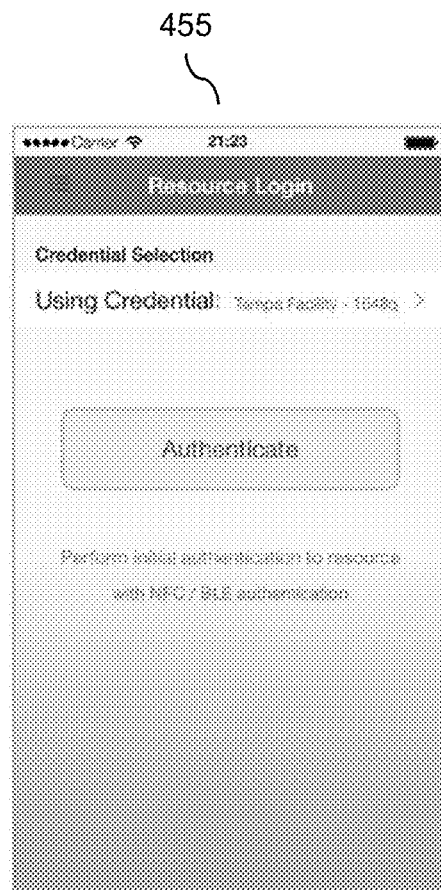 455
Carrier 21:23
Resource Login
Credential Selection
Using Credential: Facility - >
Authenticate
Perform initial authentication to resource
with NFC / BLE authentication